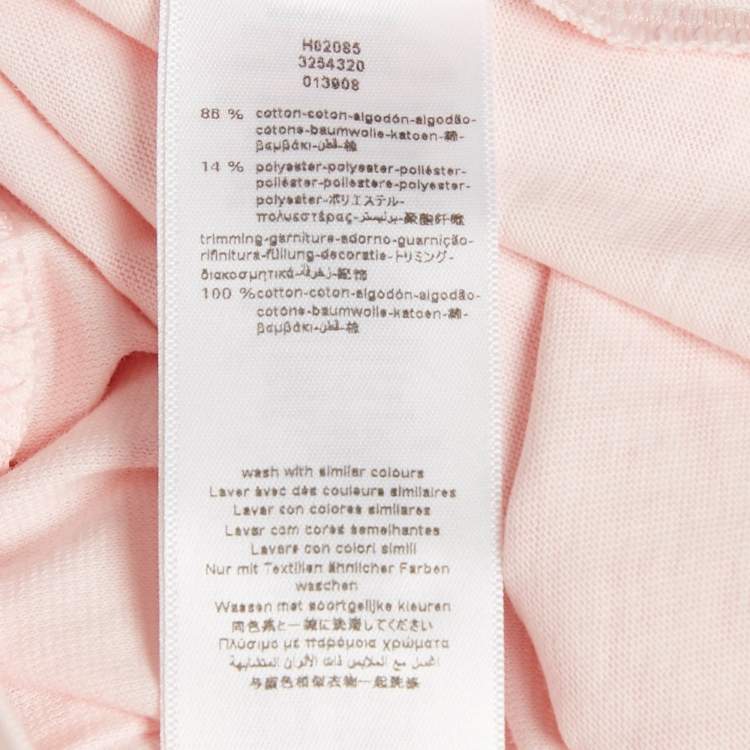 H02085
3254320
013908
86 % cotton-coton-algodón-algodão-
cotone-baumwolle-katoen-綿-
βαμβάκι-قطن-棉
14 % polyester-polyester-poliéster-
poliéster-poliestere-polyester-
polyester-ポリエステル-
πολυεστέρας-بوليستر-聚酯纤维
trimming-garniture-adorno-guarnição-
rifinitura-füllung-decoratie-トリミング-
διακοσμητικά-زخرفة-配饰
100 % cotton-coton-algodón-algodão-
cotone-baumwolle-katoen-綿-
βαμβάκι-قطن-棉
wash with similar colours
Laver avec des couleurs similaires
Lavar con colores similares
Lavar com cores semelhantes
Lavare con colori simili
Nur mit Textilien ähnlicher Farben
waschen
Wassen met soortgelijke kleuren
同色系と一緒に洗濯してください
Πλύσιμο με παρόμοια χρώματα
اغسل مع الملابس ذات الألوان المتشابهة
与颜色相似衣物一起洗涤